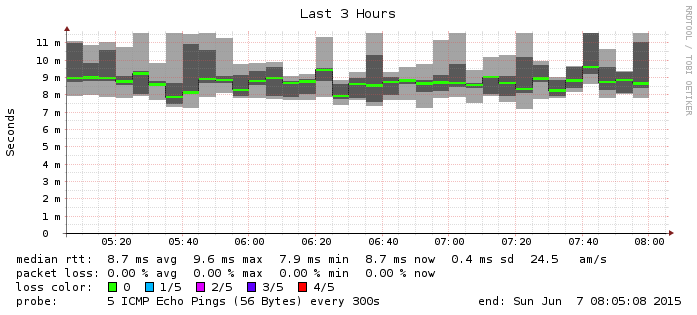 Last 3 Hours
RRDTOOL / TOBI OETIKER
Seconds
11 m
10 m
9 m
8 m
7 m
6 m
5 m
4 m
3 m
2 m
1 m
0
05:20 05:40 06:00 06:20 06:40 07:00 07:20 07:40 08:00
median rtt: 8.7 ms avg 9.6 ms max 7.9 ms min 8.7 ms now 0.4 ms sd 24.5 am/s
packet loss: 0.00 % avg 0.00 % max 0.00 % min 0.00 % now
loss color: 0 1/5 2/5 3/5 4/5
probe: 5 ICMP Echo Pings (56 Bytes) every 300s end: Sun Jun 7 08:05:08 2015